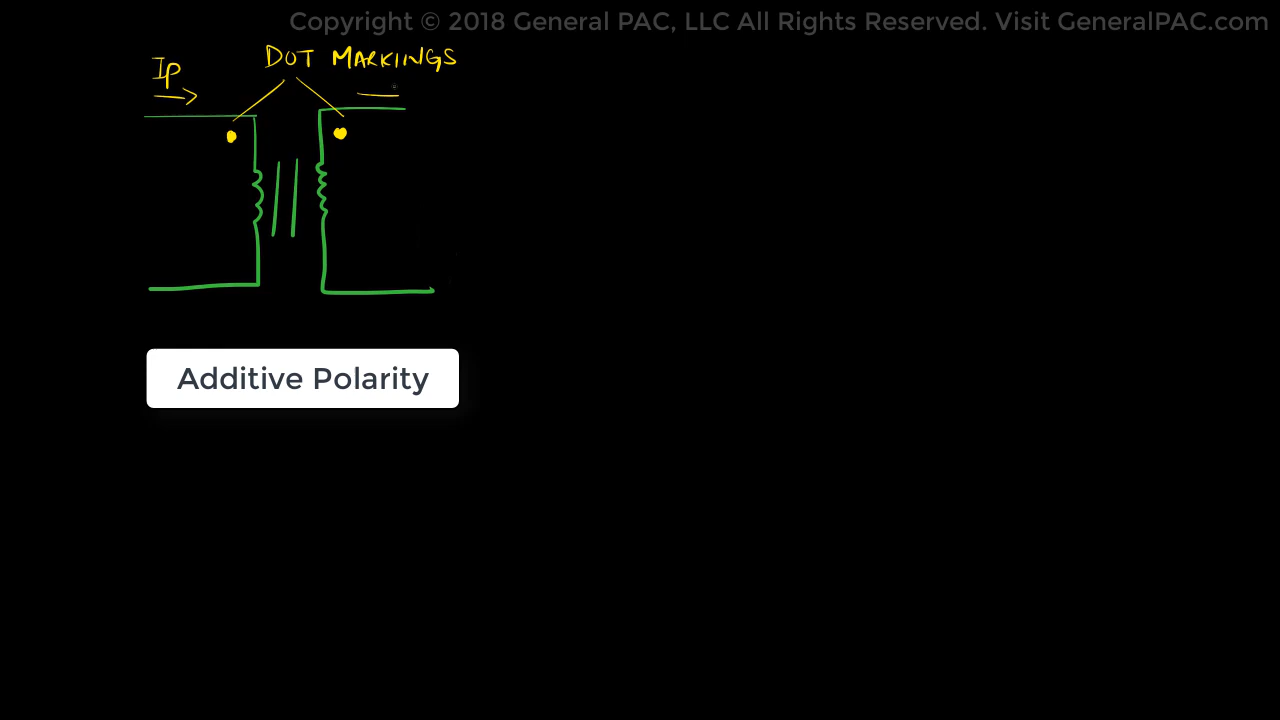 Copyright © 2018 General PAC, LLC All Rights Reserved. Visit GeneralPAC.com
DOT MARKINGS
Ip
Additive Polarity